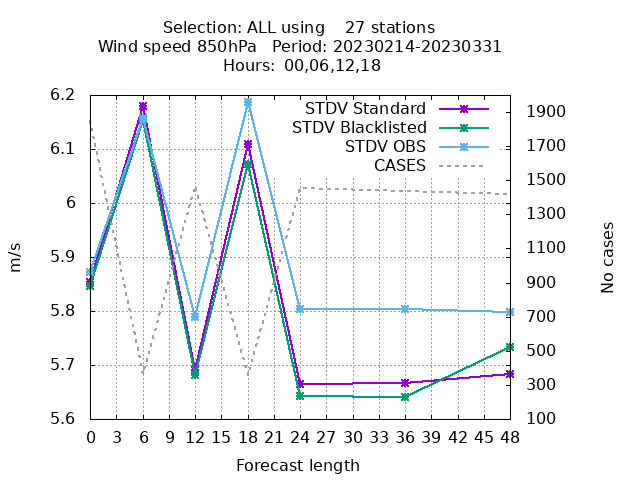 Selection: ALL using    27 stations
Wind speed 850hPa   Period: 20230214-20230331
Hours: 00,06,12,18
STDV Standard
STDV Blacklisted
STDV OBS
CASES
m/s
6.2
6.1
6
5.9
5.8
5.7
5.6
No cases
1900
1700
1500
1300
1100
900
700
500
300
100
0 3 6 9 12 15 18 21 24 27 30 33 36 39 42 45 48
Forecast length